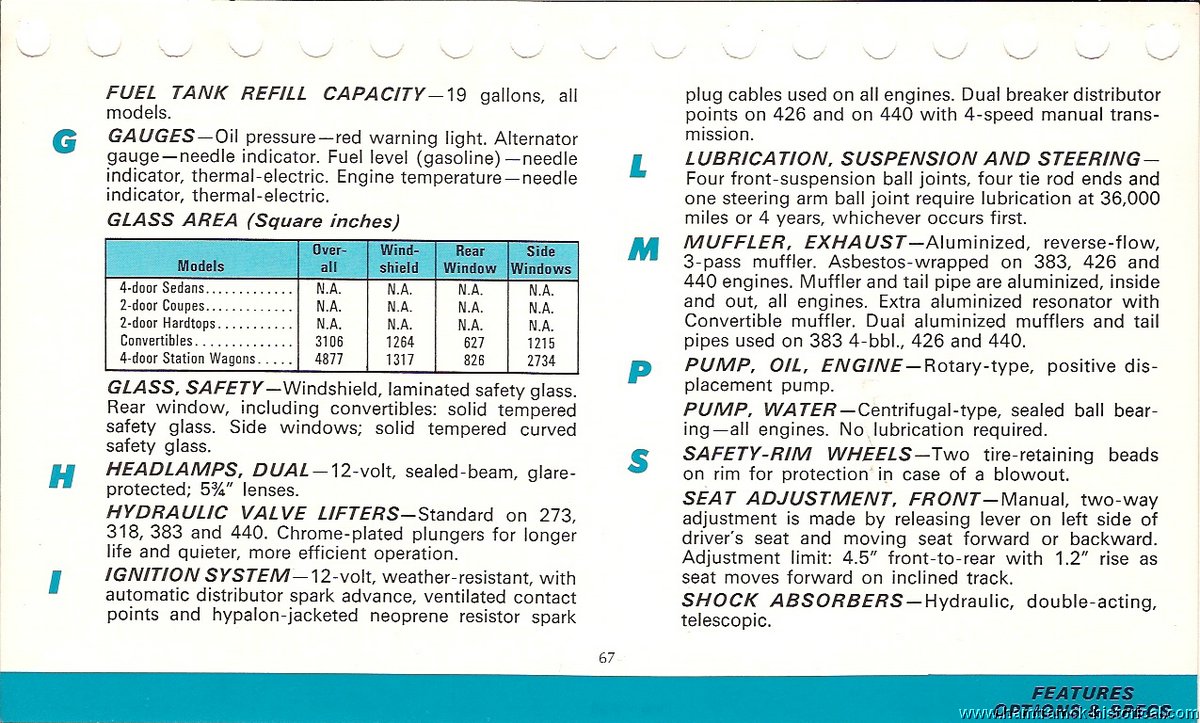 FUEL TANK REFILL CAPACITY—19 gallons, all
models.
G
GAUGES—Oil pressure—red warning light. Alternator
gauge—needle indicator. Fuel level (gasoline)—needle
indicator, thermal-electric. Engine temperature—needle
indicator, thermal-electric.
GLASS AREA (Square inches)
Models Over-all Wind-shield Rear Window Side Windows
4-door Sedans............. N.A. N.A. N.A. N.A.
2-door Coupes............. N.A. N.A. N.A. N.A.
2-door Hardtops........... N.A. N.A. N.A. N.A.
Convertibles.............. 3106 1264 627 1215
4-door Station Wagons..... 4877 1317 826 2734
GLASS, SAFETY—Windshield, laminated safety glass.
Rear window, including convertibles: solid tempered
safety glass. Side windows; solid tempered curved
safety glass.
H
HEADLAMPS, DUAL—12-volt, sealed-beam, glare-
protected; 5¾" lenses.
HYDRAULIC VALVE LIFTERS—Standard on 273,
318, 383 and 440. Chrome-plated plungers for longer
life and quieter, more efficient operation.
I
IGNITION SYSTEM—12-volt, weather-resistant, with
automatic distributor spark advance, ventilated contact
points and hypalon-jacketed neoprene resistor spark
plug cables used on all engines. Dual breaker distributor
points on 426 and on 440 with 4-speed manual trans-
mission.
L
LUBRICATION, SUSPENSION AND STEERING—
Four front-suspension ball joints, four tie rod ends and
one steering arm ball joint require lubrication at 36,000
miles or 4 years, whichever occurs first.
M
MUFFLER, EXHAUST—Aluminized, reverse-flow,
3-pass muffler. Asbestos-wrapped on 383, 426 and
440 engines. Muffler and tail pipe are aluminized, inside
and out, all engines. Extra aluminized resonator with
Convertible muffler. Dual aluminized mufflers and tail
pipes used on 383 4-bbl., 426 and 440.
P
PUMP, OIL, ENGINE—Rotary-type, positive dis-
placement pump.
PUMP, WATER—Centrifugal-type, sealed ball bear-
ing—all engines. No lubrication required.
S
SAFETY-RIM WHEELS—Two tire-retaining beads
on rim for protection in case of a blowout.
SEAT ADJUSTMENT, FRONT—Manual, two-way
adjustment is made by releasing lever on left side of
driver's seat and moving seat forward or backward.
Adjustment limit: 4.5" front-to-rear with 1.2" rise as
seat moves forward on inclined track.
SHOCK ABSORBERS—Hydraulic, double-acting,
telescopic.
67
FEATURES
OPTIONS & SPECS
www.hamtramck-historical.com